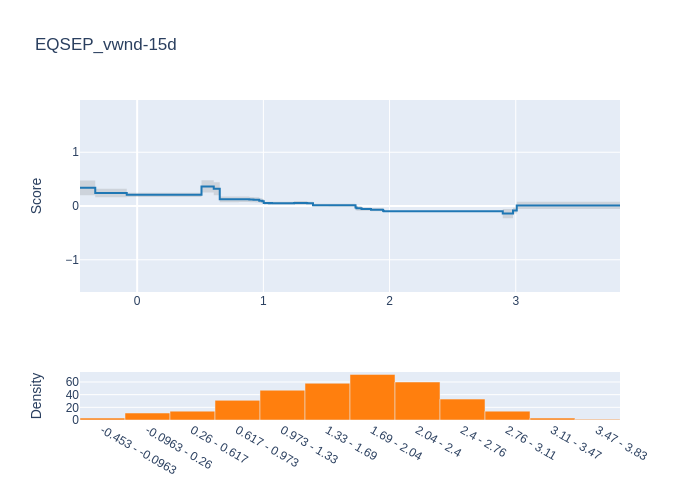 EQSEP_vwnd-15d
Score
1
0
−1
0 1 2 3
Density
60
40
20
0
-0.453 - -0.0963
-0.0963 - 0.26
0.26 - 0.617
0.617 - 0.973
0.973 - 1.33
1.33 - 1.69
1.69 - 2.04
2.04 - 2.4
2.4 - 2.76
2.76 - 3.11
3.11 - 3.47
3.47 - 3.83